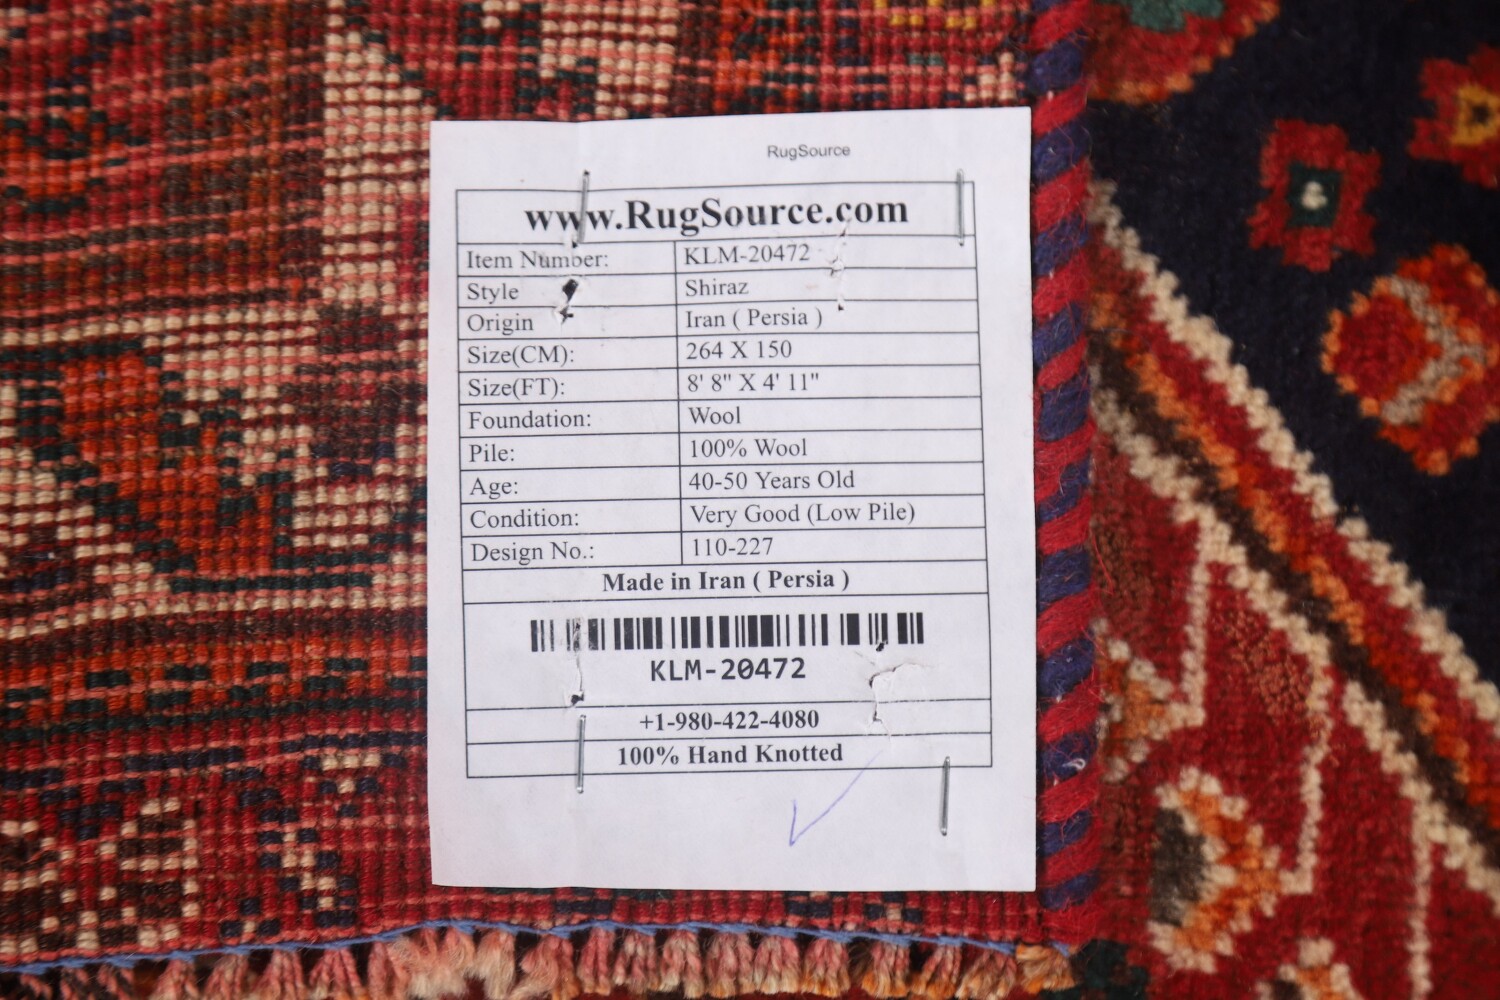 RugSource
www.RugSource.com
Item Number: KLM-20472
Style Shiraz
Origin Iran ( Persia )
Size(CM): 264 X 150
Size(FT): 8' 8" X 4' 11"
Foundation: Wool
Pile: 100% Wool
Age: 40-50 Years Old
Condition: Very Good (Low Pile)
Design No.: 110-227
Made in Iran ( Persia )
KLM-20472
+1-980-422-4080
100% Hand Knotted